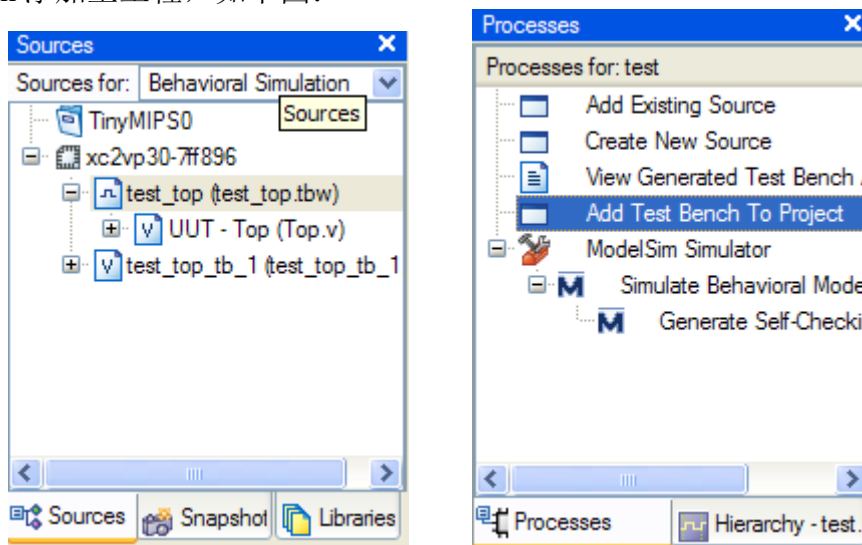 Sources
Sources for: Behavioral Simulation
Sources
TinyMIPS0
xc2vp30-7ff896
test_top (test_top.tbw)
UUT - Top (Top.v)
test_top_tb_1 (test_top_tb_1
Sources Snapshot Libraries
Processes
Processes for: test
Add Existing Source
Create New Source
View Generated Test Bench
Add Test Bench To Project
ModelSim Simulator
Simulate Behavioral Mode
Generate Self-Checki
Processes Hierarchy - test.